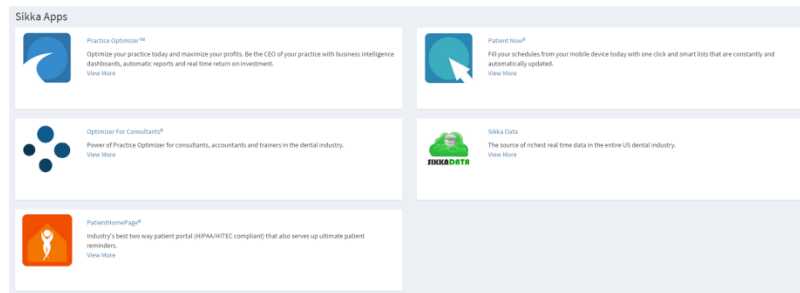 Sikka Apps
Practice Optimizer™
Optimize your practice today and maximize your profits. Be the CEO of your practice with business intelligence
dashboards, automatic reports and real time return on investment.
View More
Patient Now®
Fill your schedules from your mobile device today with one click and smart lists that are constantly and
automatically updated.
View More
Optimizer For Consultants®
Power of Practice Optimizer for consultants, accountants and trainers in the dental industry.
View More
SIKKADATA
Sikka Data
The source of richest real time data in the entire US dental industry.
View More
PatientHomePage®
Industry's best two way patient portal (HIPAA/HITEC compliant) that also serves up ultimate patient
reminders.
View More